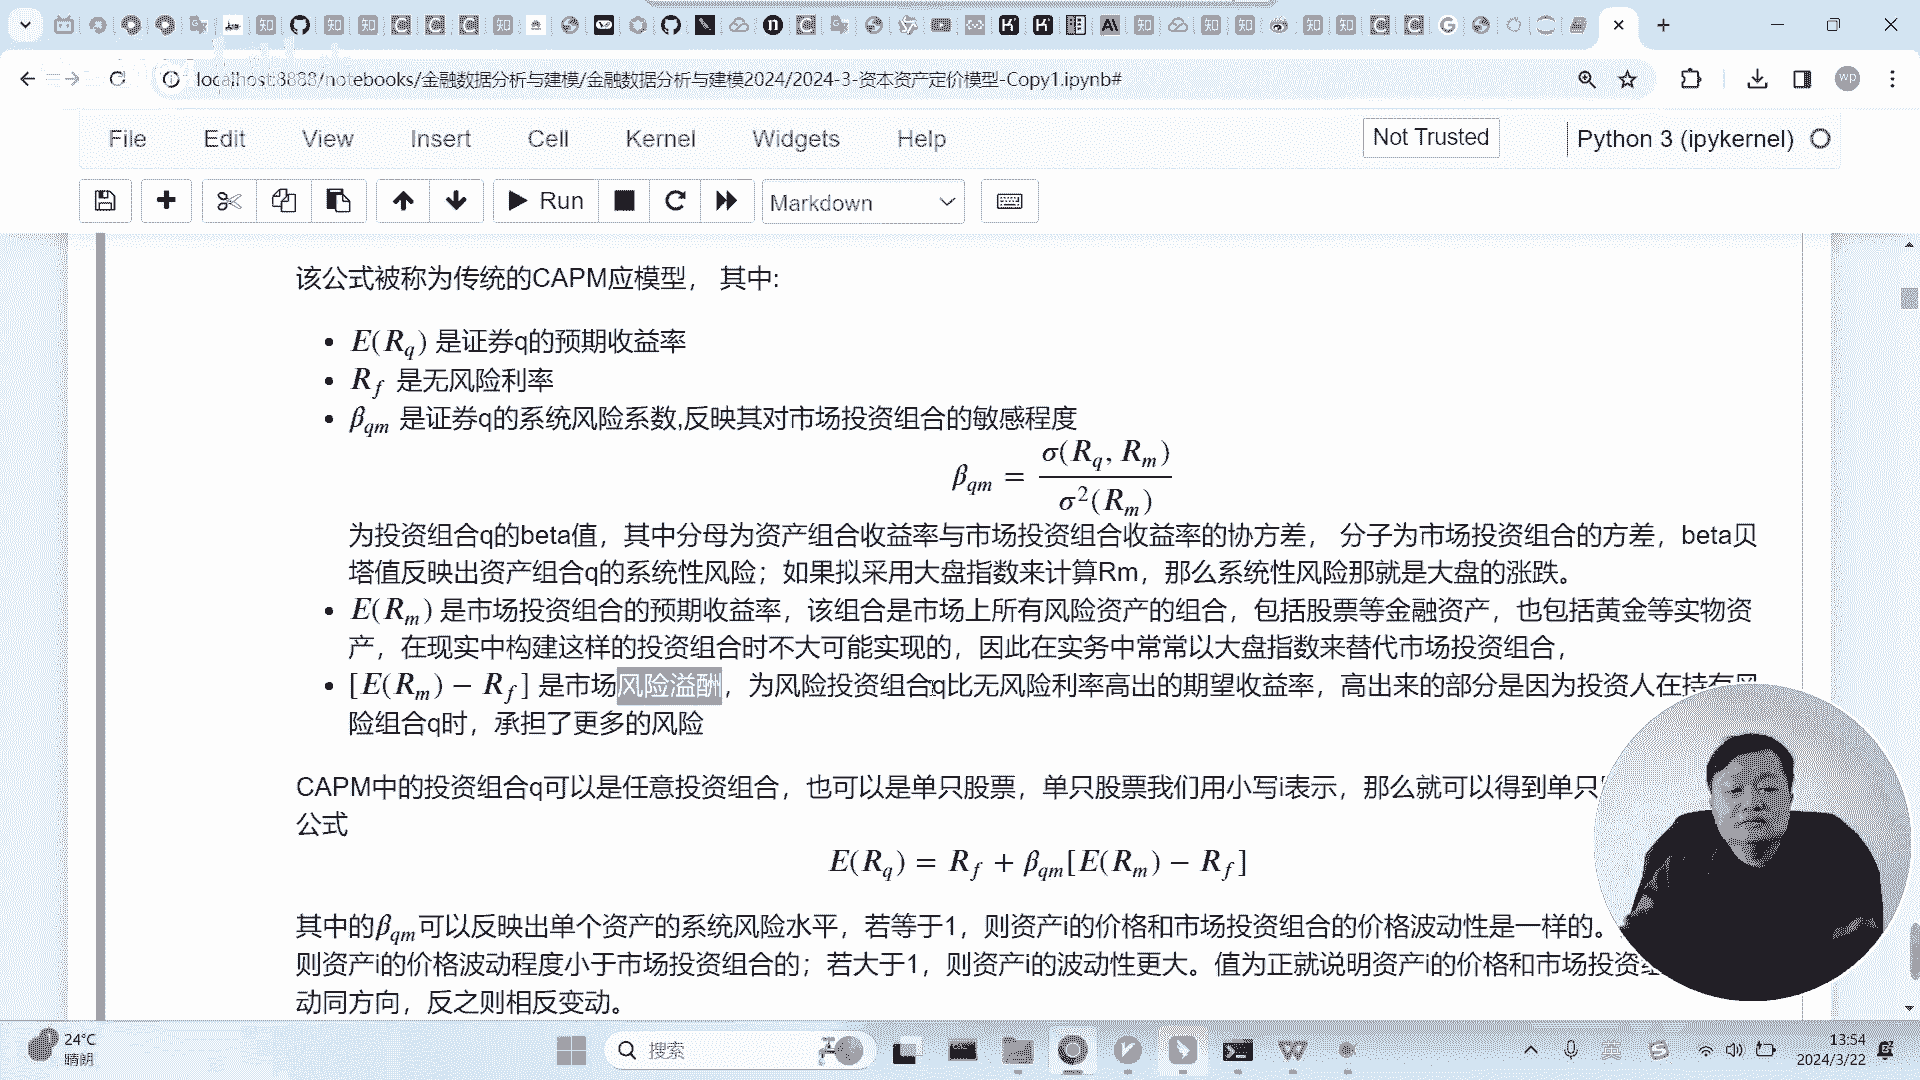 localhost:8888/notebooks/金融数据分析与建模/金融数据分析与建模2024/2024-3-资本资产定价模型-Copy1.ipynb#
wp
File Edit View Insert Cell Kernel Widgets Help Not Trusted Python 3 (ipykernel)
Run Markdown
该公式被称为传统的CAPM应模型， 其中:
• E(R_q) 是证券q的预期收益率
• R_f 是无风险利率
• β_qm 是证券q的系统风险系数,反映其对市场投资组合的敏感程度
β_qm = σ(R_q, R_m) / σ²(R_m)
为投资组合q的beta值，其中分母为资产组合收益率与市场投资组合收益率的协方差， 分子为市场投资组合的方差，beta贝
塔值反映出资产组合q的系统性风险；如果拟采用大盘指数来计算Rm，那么系统性风险那就是大盘的涨跌。
• E(R_m) 是市场投资组合的预期收益率，该组合是市场上所有风险资产的组合，包括股票等金融资产，也包括黄金等实物资
产，在现实中构建这样的投资组合时不大可能实现的，因此在实务中常常以大盘指数来替代市场投资组合，
• [E(R_m) − R_f] 是市场风险溢酬，为风险投资组合q比无风险利率高出的期望收益率，高出来的部分是因为投资人在持有风
险组合q时，承担了更多的风险
CAPM中的投资组合q可以是任意投资组合，也可以是单只股票，单只股票我们用小写i表示，那么就可以得到单只
公式
E(R_q) = R_f + β_qm[E(R_m) − R_f]
其中的β_qm可以反映出单个资产的系统风险水平，若等于1，则资产i的价格和市场投资组合的价格波动性是一样的。
则资产i的价格波动程度小于市场投资组合的；若大于1，则资产i的波动性更大。值为正就说明资产i的价格和市场投资
动同方向，反之则相反变动。
24°C
晴朗
搜索
英
13:54
2024/3/22